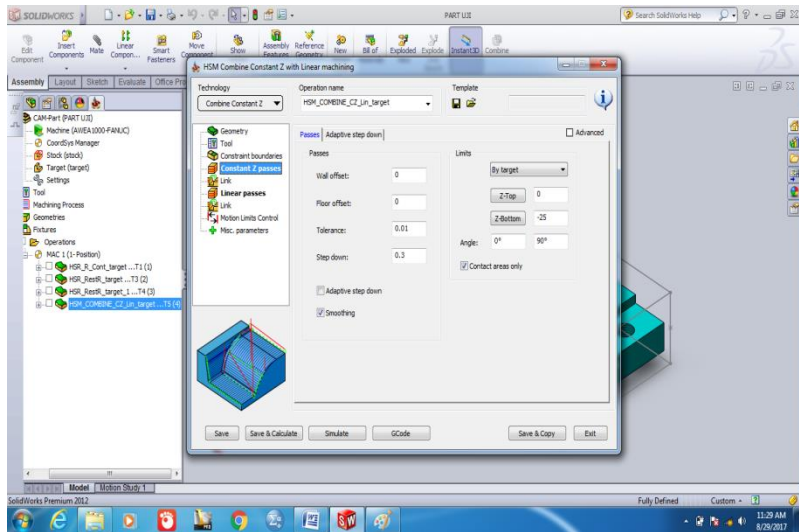 SOLIDWORKS
PART UJI
Search SolidWorks Help
Edit Component
Insert Components
Mate
Linear Compon...
Smart Fasteners
Move Component
Show
Assembly Features
Reference Geometry
New
Bill of
Exploded
Explode
Instant3D
Combine
Assembly
Layout
Sketch
Evaluate
Office Pro
CAM-Part (PART UJI)
Machine (AWEA1000-FANUC)
CoordSys Manager
Stock (stock)
Target (target)
Settings
Tool
Machining Process
Geometries
Fixtures
Operations
MAC 1 (1- Position)
HSR_R_Cont_target ...T1 (1)
HSR_RestR_target ...T3 (2)
HSR_RestR_target_1 ...T4 (3)
HSM_COMBINE_CZ_Lin_target ...T5 (4)
HSM Combine Constant Z with Linear machining
Technology
Combine Constant Z
Operation name
HSM_COMBINE_CZ_Lin_target
Template
Geometry
Tool
Constraint boundaries
Constant Z passes
Link
Linear passes
Link
Motion Limits Control
Misc. parameters
Passes
Adaptive step down
Advanced
Passes
Wall offset: 0
Floor offset: 0
Tolerance: 0.01
Step down: 0.3
Adaptive step down
Smoothing
Limits
By target
Z-Top 0
Z-Bottom -25
Angle: 0° 90°
Contact areas only
Save
Save & Calculate
Simulate
GCode
Save & Copy
Exit
Model
Motion Study 1
SolidWorks Premium 2012
Fully Defined
Custom
11:29 AM
8/29/2017